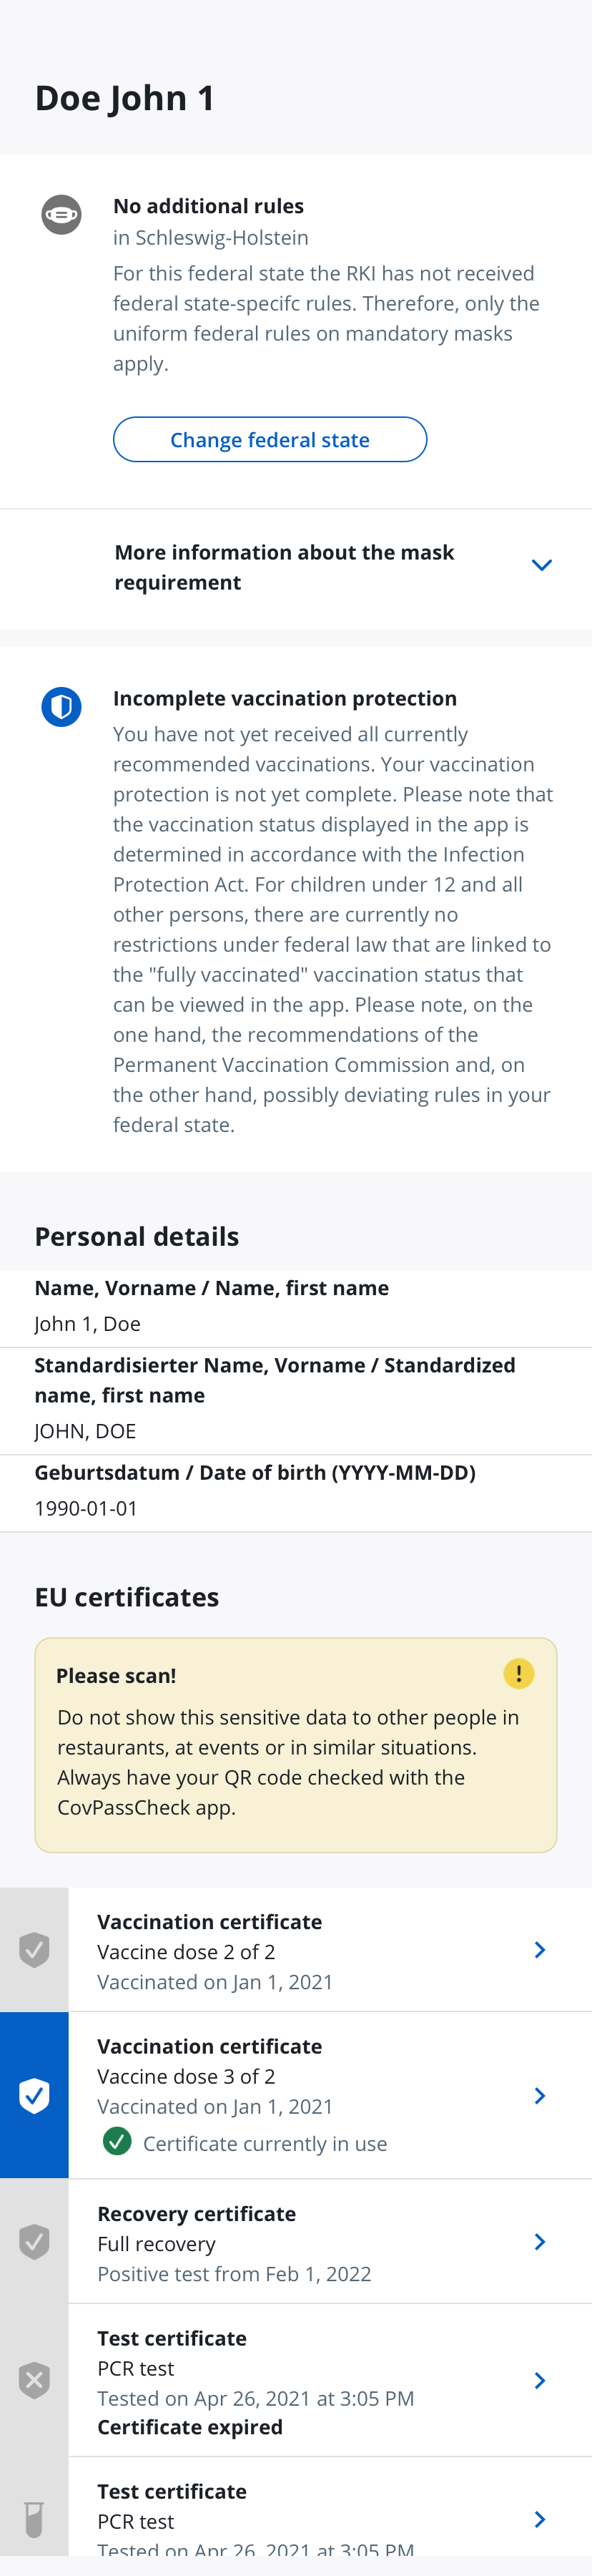 Doe John 1
No additional rules
in Schleswig-Holstein
For this federal state the RKI has not received
federal state-specifc rules. Therefore, only the
uniform federal rules on mandatory masks
apply.
Change federal state
More information about the mask
requirement
Incomplete vaccination protection
You have not yet received all currently
recommended vaccinations. Your vaccination
protection is not yet complete. Please note that
the vaccination status displayed in the app is
determined in accordance with the Infection
Protection Act. For children under 12 and all
other persons, there are currently no
restrictions under federal law that are linked to
the "fully vaccinated" vaccination status that
can be viewed in the app. Please note, on the
one hand, the recommendations of the
Permanent Vaccination Commission and, on
the other hand, possibly deviating rules in your
federal state.
Personal details
Name, Vorname / Name, first name
John 1, Doe
Standardisierter Name, Vorname / Standardized
name, first name
JOHN, DOE
Geburtsdatum / Date of birth (YYYY-MM-DD)
1990-01-01
EU certificates
Please scan!
Do not show this sensitive data to other people in
restaurants, at events or in similar situations.
Always have your QR code checked with the
CovPassCheck app.
Vaccination certificate
Vaccine dose 2 of 2
Vaccinated on Jan 1, 2021
Vaccination certificate
Vaccine dose 3 of 2
Vaccinated on Jan 1, 2021
Certificate currently in use
Recovery certificate
Full recovery
Positive test from Feb 1, 2022
Test certificate
PCR test
Tested on Apr 26, 2021 at 3:05 PM
Certificate expired
Test certificate
PCR test
Tested on Apr 26, 2021 at 3:05 PM